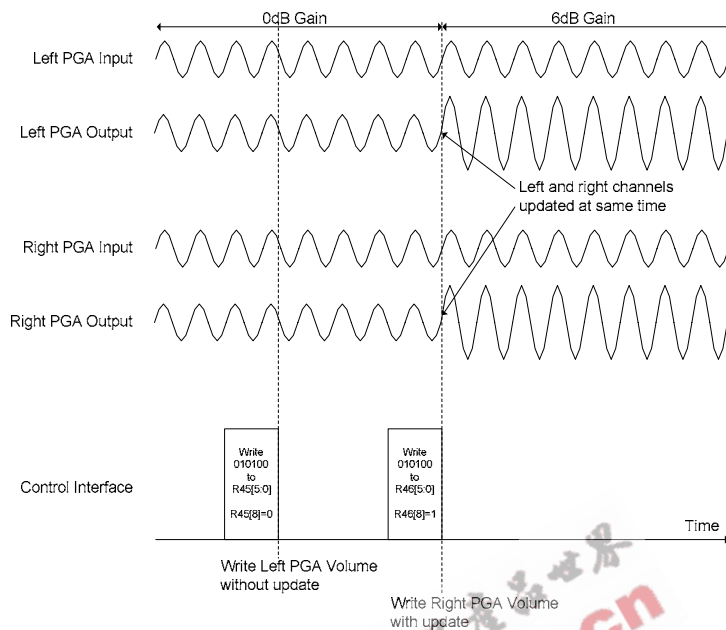 0dB Gain
6dB Gain
Left PGA Input
Left PGA Output
Left and right channels
updated at same time
Right PGA Input
Right PGA Output
Control Interface
Write
010100
to
R45[5:0]
R45[8]=0
Write
010100
to
R46[5:0]
R46[8]=1
Time
Write Left PGA Volume
without update
Write Right PGA Volume
with update
世界
.cn